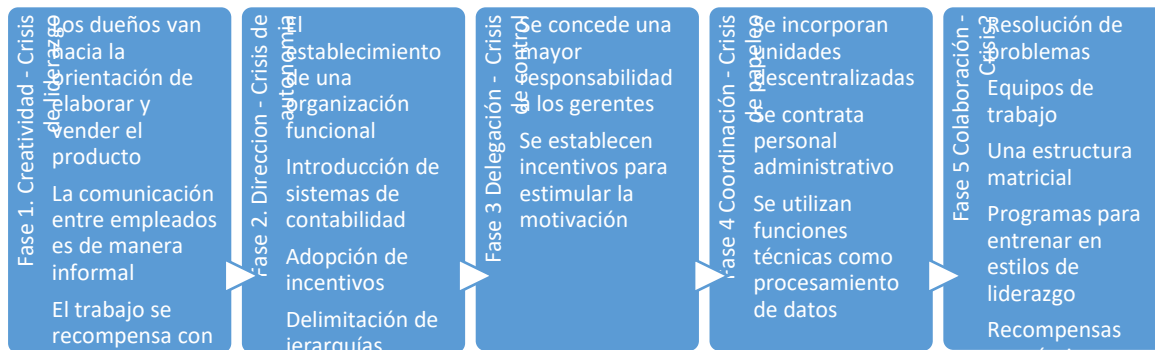 Fase 1. Creatividad - Crisis
de liderazgo
Los dueños van
hacia la
orientación de
elaborar y
vender el
producto
La comunicación
entre empleados
es de manera
informal
El trabajo se
recompensa con
Fase 2. Direccion - Crisis de
autonomia
El
establecimiento
de una
organización
funcional
Introducción de
sistemas de
contabilidad
Adopción de
incentivos
Delimitación de
jerarquías
Fase 3 Delegación - Crisis
de control
Se concede una
mayor
responsabilidad
a los gerentes
Se establecen
incentivos para
estimular la
motivación
Fase 4 Coordinación - Crisis
de papeleo
Se incorporan
unidades
descentralizadas
Se contrata
personal
administrativo
Se utilizan
funciones
técnicas como
procesamiento
de datos
Fase 5 Colaboración -
Crisis?
Resolución de
problemas
Equipos de
trabajo
Una estructura
matricial
Programas para
entrenar en
estilos de
liderazgo
Recompensas